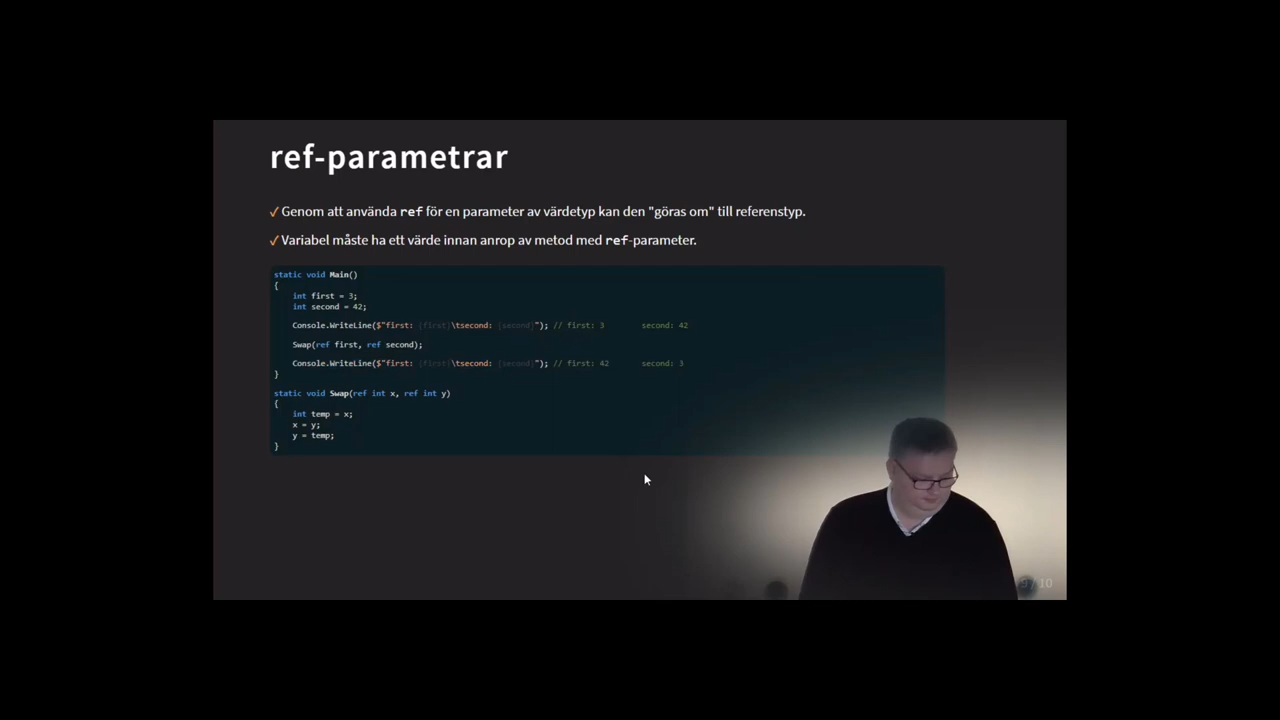 ref-parametrar
✓Genom att använda ref för en parameter av värdetyp kan den "göras om" till referenstyp.
✓Variabel måste ha ett värde innan anrop av metod med ref-parameter.
static void Main()
{
int first = 3;
int second = 42;
Console.WriteLine($"first: {first}\tsecond: {second}"); // first: 3 second: 42
Swap(ref first, ref second);
Console.WriteLine($"first: {first}\tsecond: {second}"); // first: 42 second: 3
}
static void Swap(ref int x, ref int y)
{
int temp = x;
x = y;
y = temp;
}
9 / 10